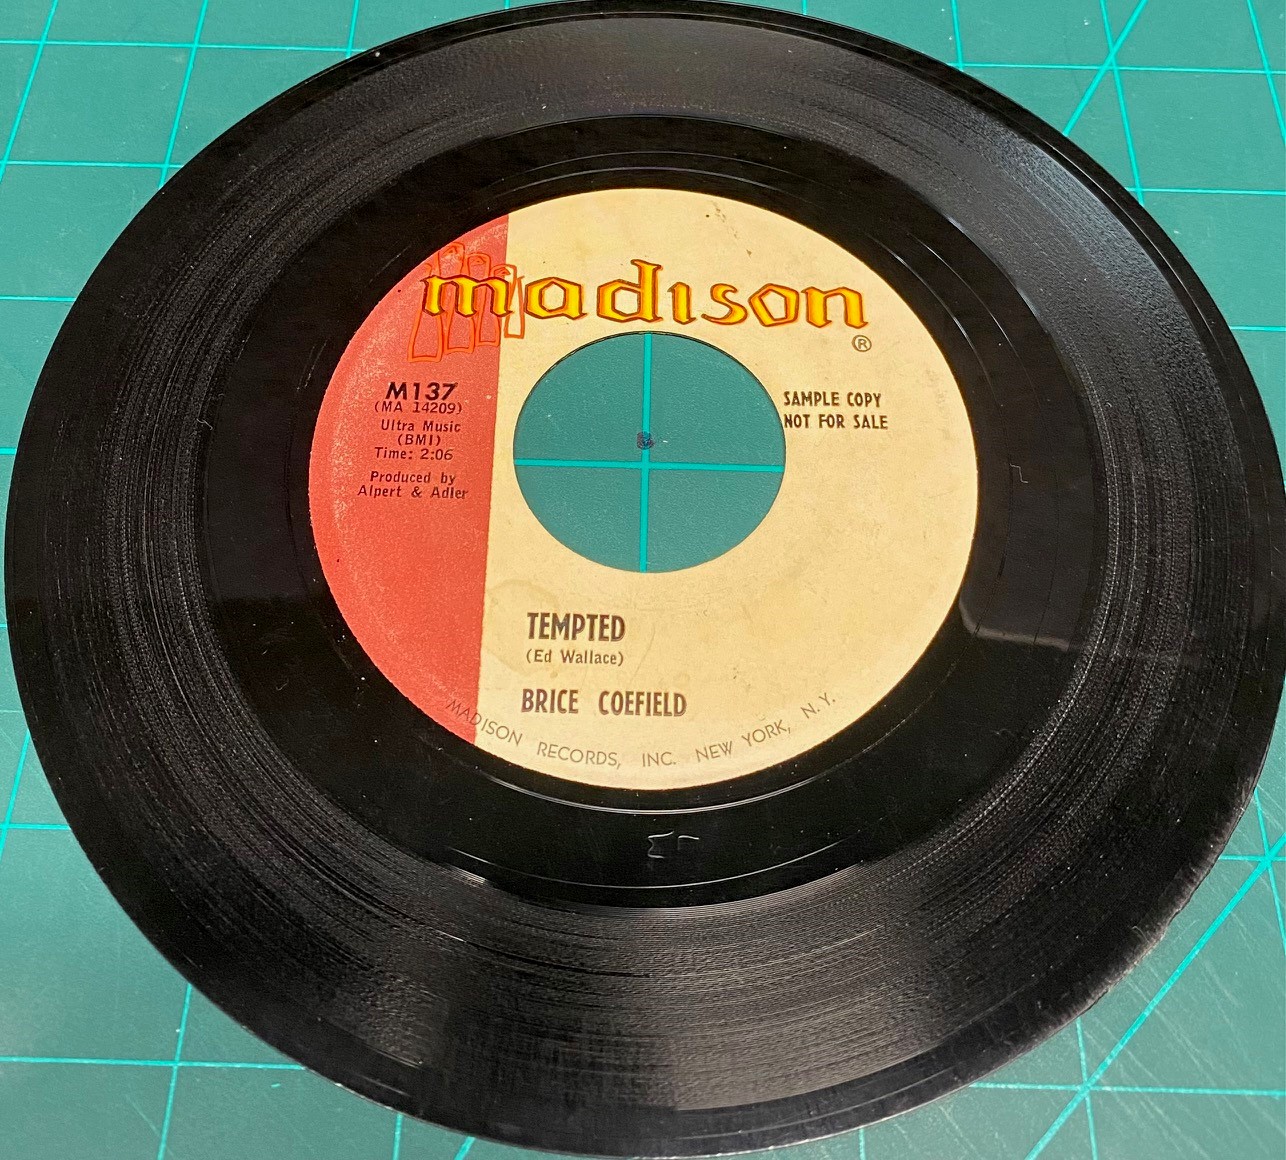 madison
®
M137
(MA 14209)
Ultra Music
(BMI)
Time: 2:06
Produced by
Alpert & Adler
SAMPLE COPY
NOT FOR SALE
TEMPTED
(Ed Wallace)
BRICE COEFIELD
MADISON RECORDS, INC. NEW YORK, N.Y.